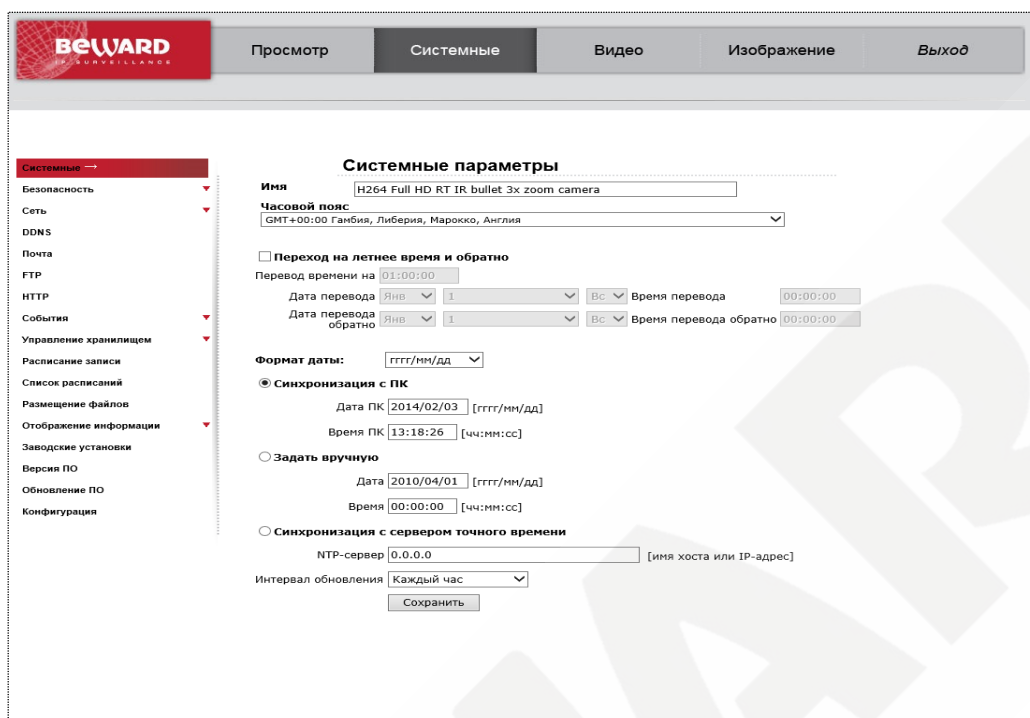 BEWARD
IP SURVEILLANCE
Просмотр
Системные
Видео
Изображение
Выход
Системные →
Безопасность
Сеть
DDNS
Почта
FTP
HTTP
События
Управление хранилищем
Расписание записи
Список расписаний
Размещение файлов
Отображение информации
Заводские установки
Версия ПО
Обновление ПО
Конфигурация
Системные параметры
Имя H264 Full HD RT IR bullet 3x zoom camera
Часовой пояс
GMT+00:00 Гамбия, Либерия, Марокко, Англия
Переход на летнее время и обратно
Перевод времени на 01:00:00
Дата перевода Янв 1 Вс Время перевода 00:00:00
Дата перевода обратно Янв 1 Вс Время перевода обратно 00:00:00
Формат даты: гггг/мм/дд
Синхронизация с ПК
Дата ПК 2014/02/03 [гггг/мм/дд]
Время ПК 13:18:26 [чч:мм:сс]
Задать вручную
Дата 2010/04/01 [гггг/мм/дд]
Время 00:00:00 [чч:мм:сс]
Синхронизация с сервером точного времени
NTP-сервер 0.0.0.0 [имя хоста или IP-адрес]
Интервал обновления Каждый час
Сохранить